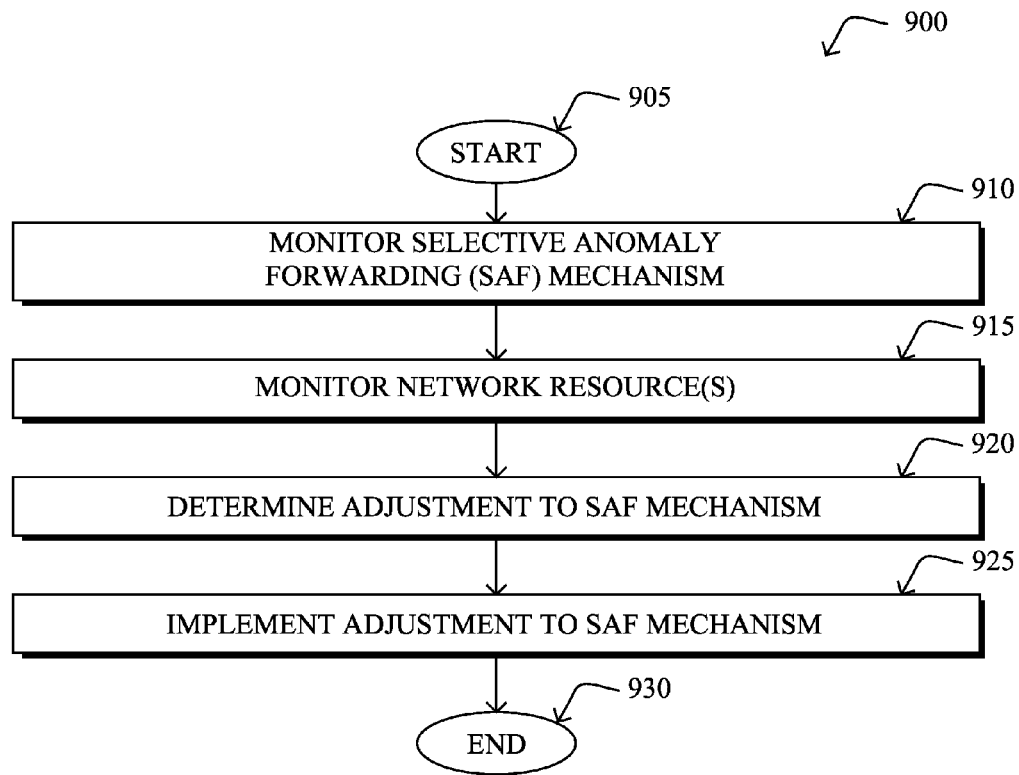 900
905
START
910
MONITOR SELECTIVE ANOMALY
FORWARDING (SAF) MECHANISM
915
MONITOR NETWORK RESOURCE(S)
920
DETERMINE ADJUSTMENT TO SAF MECHANISM
925
IMPLEMENT ADJUSTMENT TO SAF MECHANISM
930
END